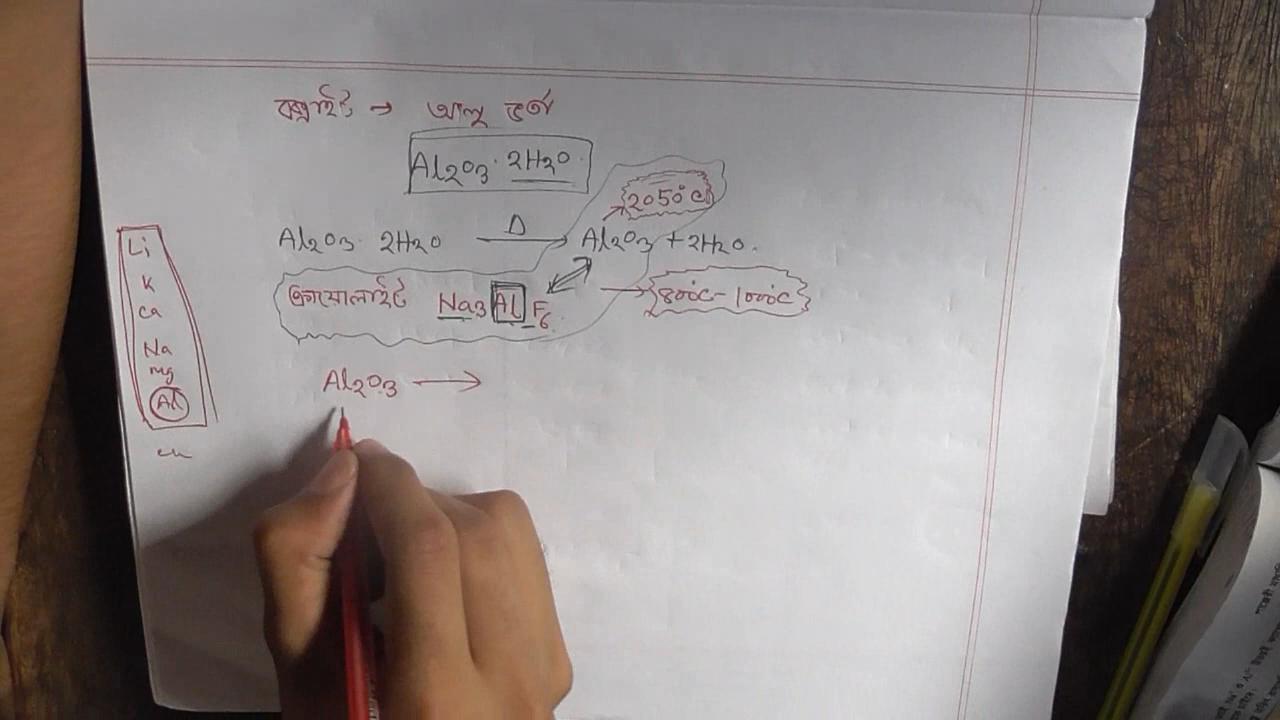 বক্সাইট → আলু ভর্তা
Al₂O₃· 2H₂O
2050°C
Al₂O₃· 2H₂O —Δ→ Al₂O₃ + 2H₂O.
ক্রায়োলাইট Na₃AlF₆ → 800°C - 1000°C
Al₂O₃ →
Li
K
Ca
Na
Mg
Al